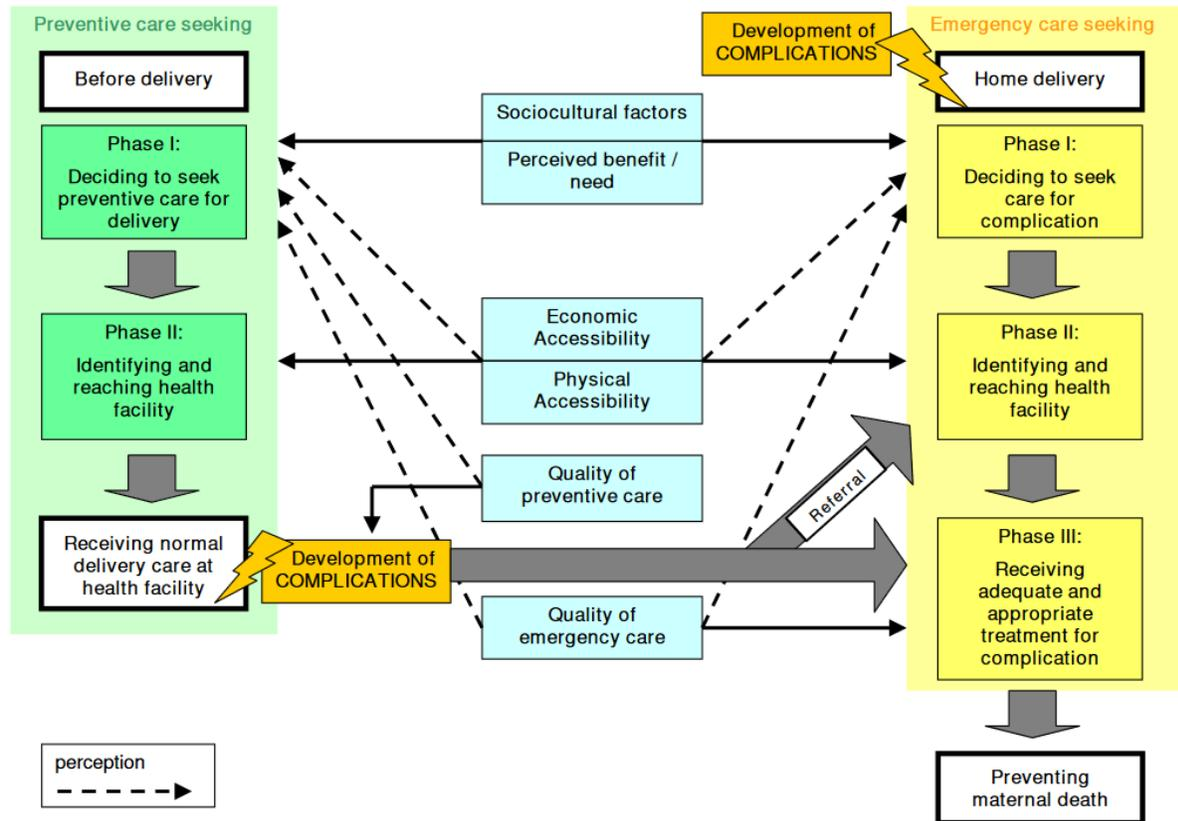 Preventive care seeking
Before delivery
Phase I:
Deciding to seek
preventive care for
delivery
Phase II:
Identifying and
reaching health
facility
Receiving normal
delivery care at
health facility
Development of
COMPLICATIONS
Sociocultural factors
Perceived benefit /
need
Economic
Accessibility
Physical
Accessibility
Quality of
preventive care
Quality of
emergency care
Referral
Development of
COMPLICATIONS
Emergency care seeking
Home delivery
Phase I:
Deciding to seek
care for
complication
Phase II:
Identifying and
reaching health
facility
Phase III:
Receiving
adequate and
appropriate
treatment for
complication
Preventing
maternal death
perception